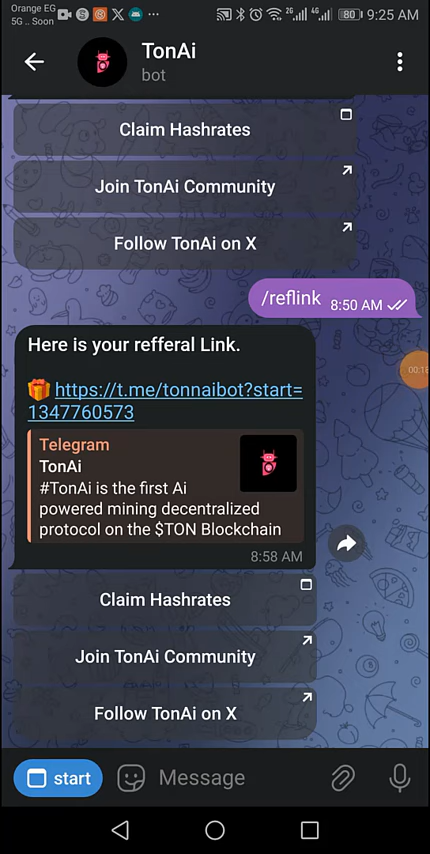 Orange EG
5G .. Soon
2G
4G
80
9:25 AM
TonAi
bot
Claim Hashrates
Join TonAi Community
Follow TonAi on X
/reflink 8:50 AM
Here is your refferal Link.
https://t.me/tonnaibot?start=
1347760573
Telegram
TonAi
#TonAi is the first Ai
powered mining decentralized
protocol on the $TON Blockchain
8:58 AM
Claim Hashrates
Join TonAi Community
Follow TonAi on X
start
Message